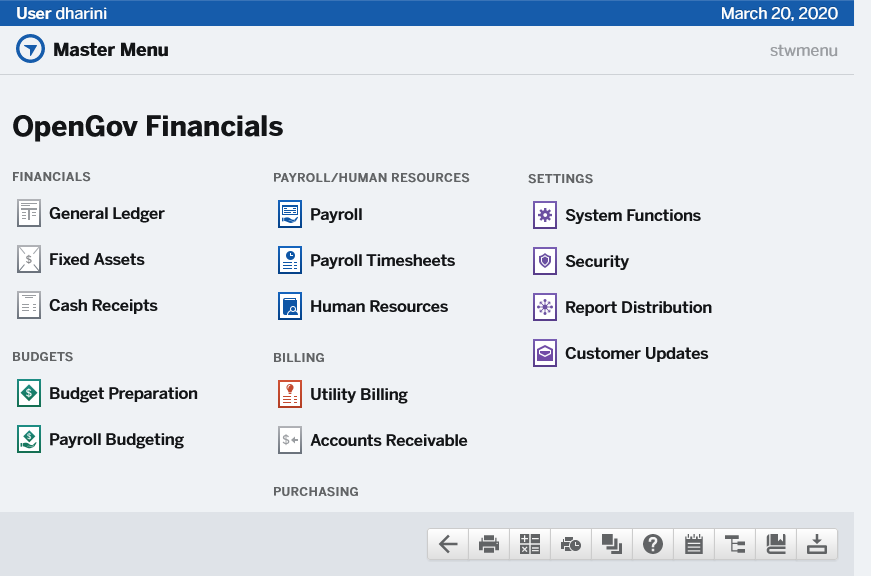 User dharini
March 20, 2020
Master Menu
stwmenu
OpenGov Financials
FINANCIALS
General Ledger
Fixed Assets
Cash Receipts
BUDGETS
Budget Preparation
Payroll Budgeting
PAYROLL/HUMAN RESOURCES
Payroll
Payroll Timesheets
Human Resources
BILLING
Utility Billing
Accounts Receivable
PURCHASING
SETTINGS
System Functions
Security
Report Distribution
Customer Updates